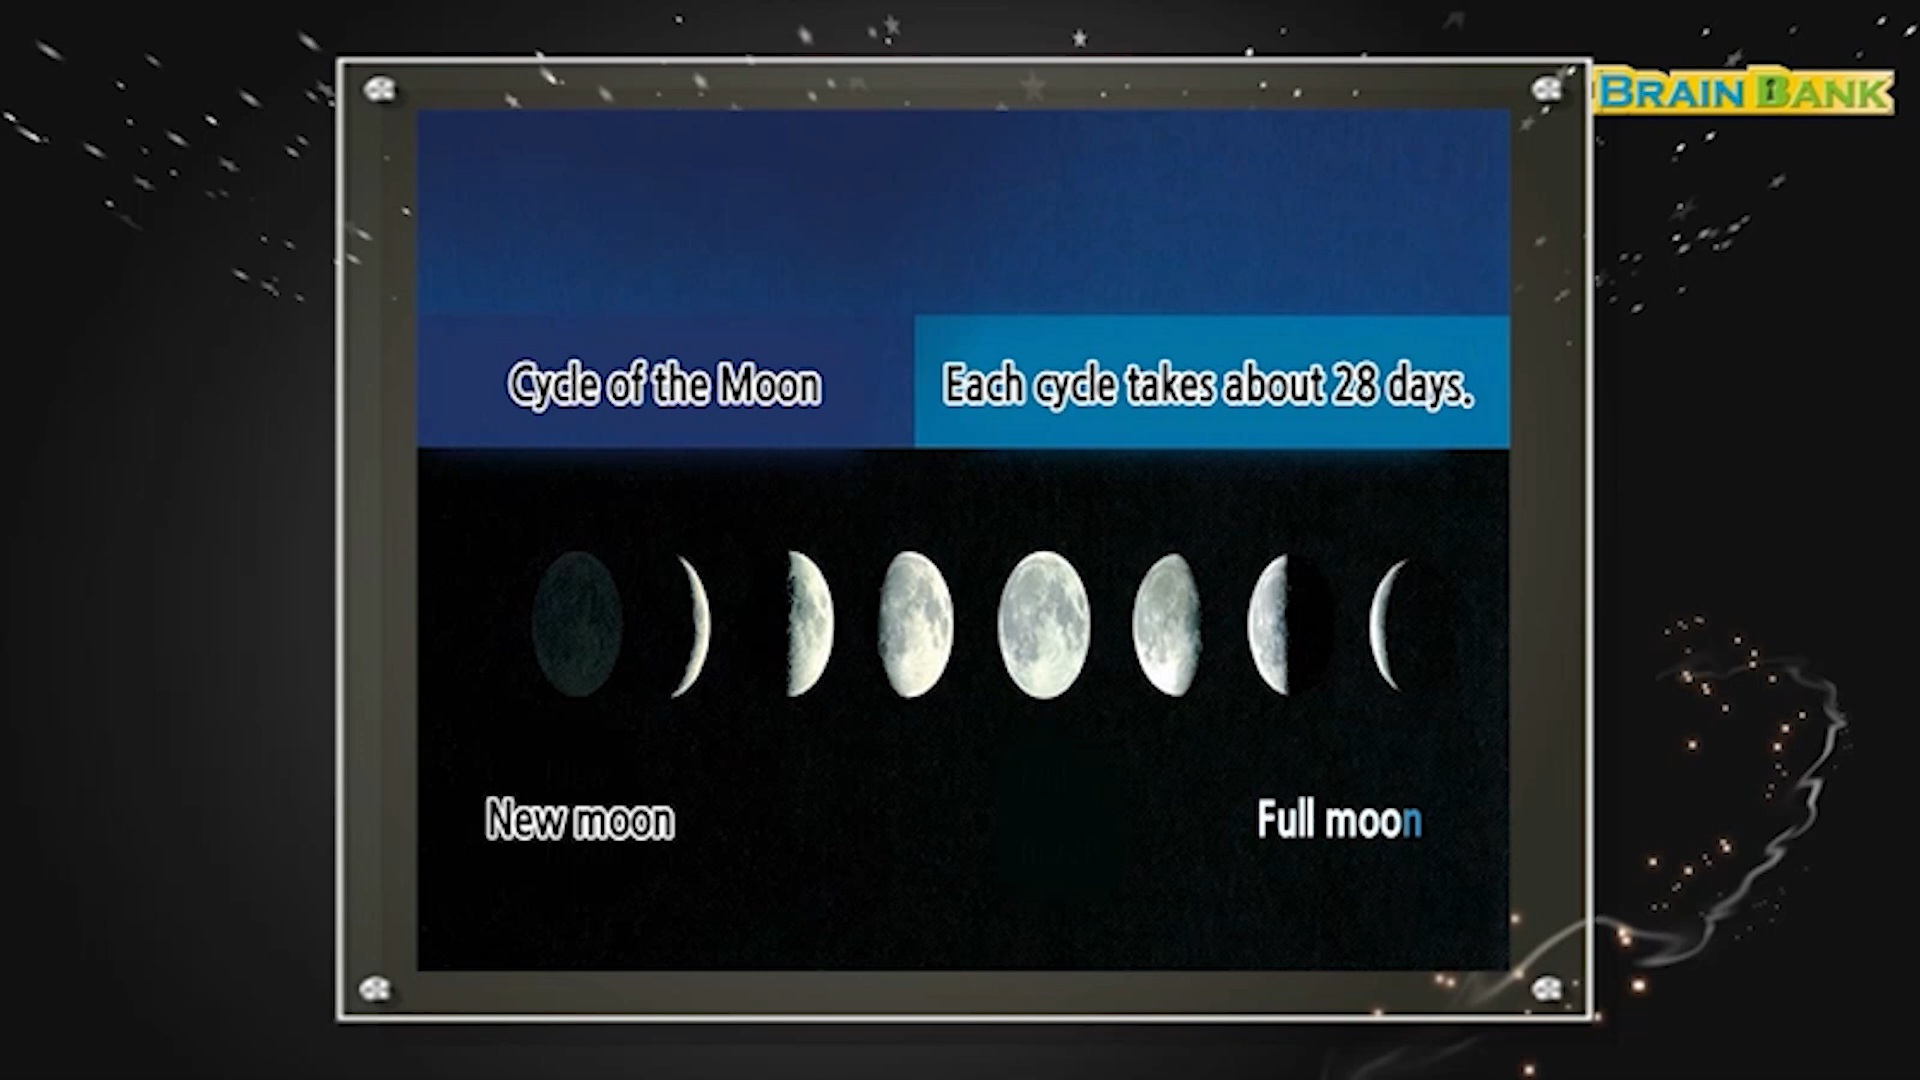 BRAIN BANK
Cycle of the Moon
Each cycle takes about 28 days.
New moon
Full moon